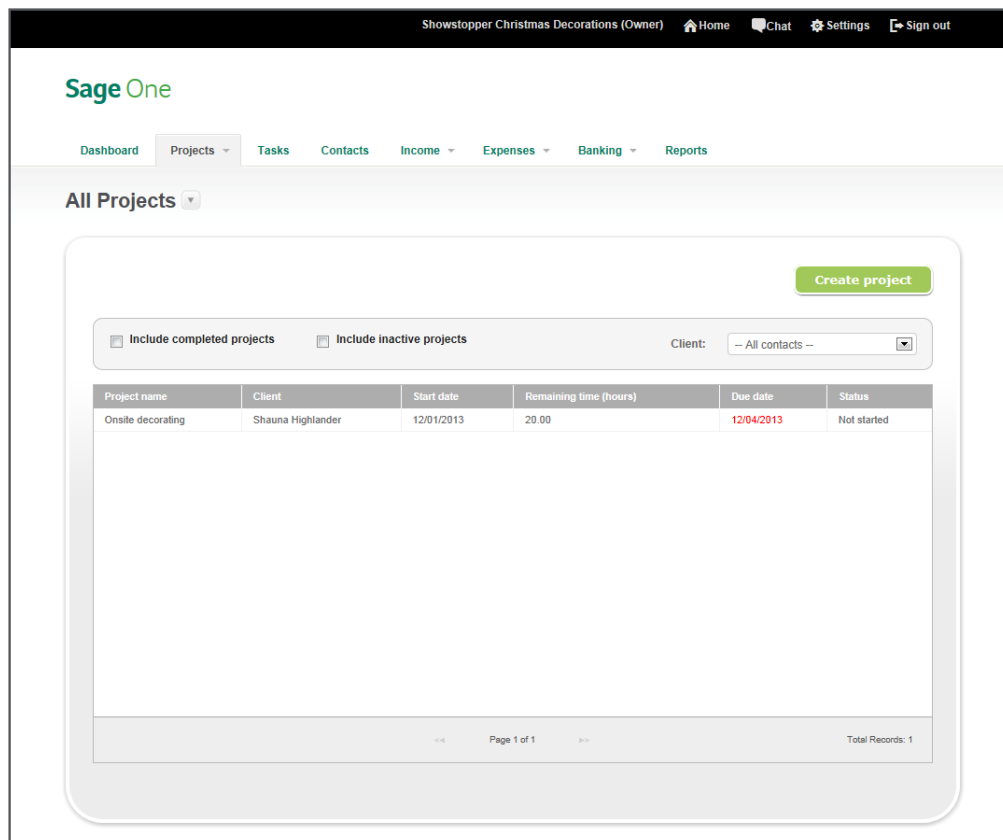 Showstopper Christmas Decorations (Owner) Home Chat Settings Sign out
Sage One
Dashboard Projects Tasks Contacts Income Expenses Banking Reports
All Projects
Create project
Include completed projects Include inactive projects Client: -- All contacts --
Project name Client Start date Remaining time (hours) Due date Status
Onsite decorating Shauna Highlander 12/01/2013 20.00 12/04/2013 Not started
<< Page 1 of 1 >> Total Records: 1